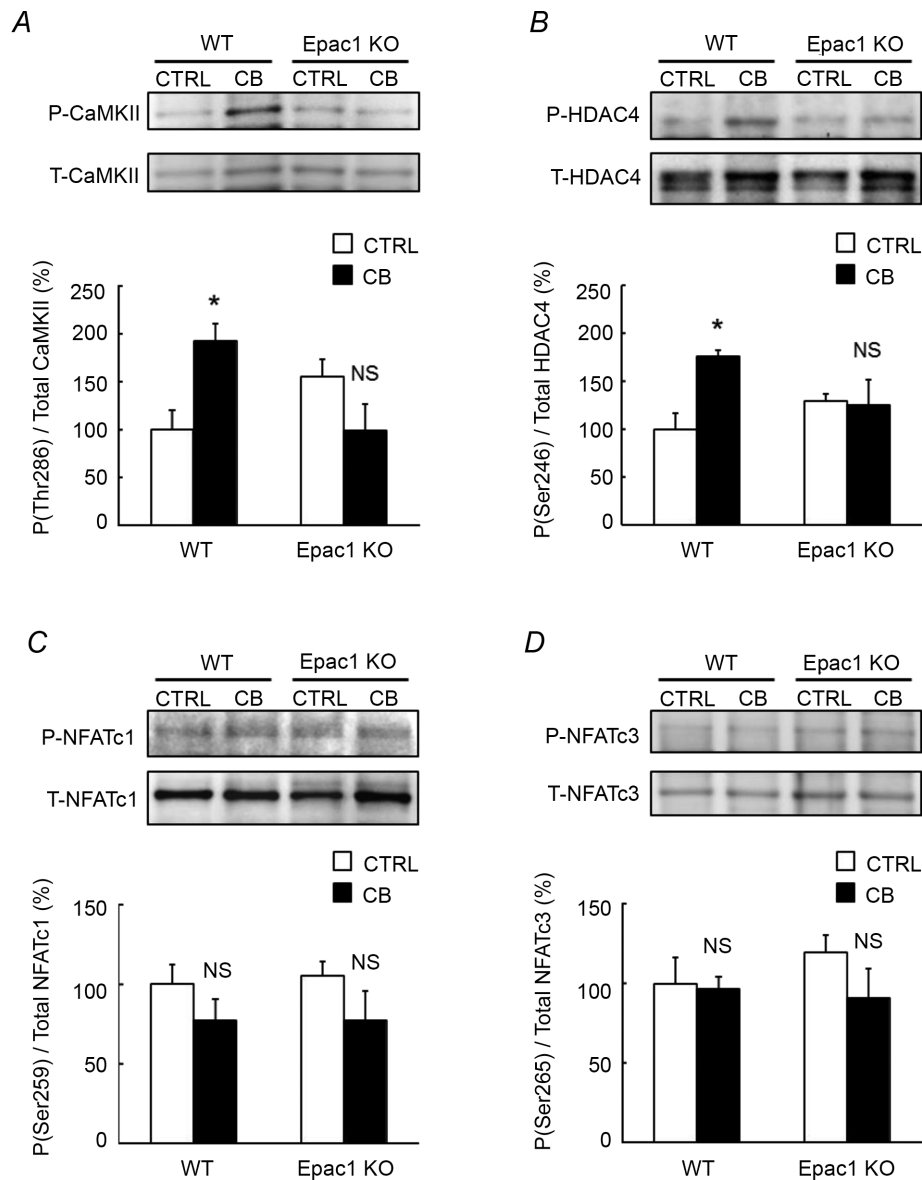 A
WT Epac1 KO
CTRL CB CTRL CB
P-CaMKII
T-CaMKII
CTRL
CB
P(Thr286) / Total CaMKII (%)
250
200
150
100
50
0
*
NS
WT Epac1 KO
B
WT Epac1 KO
CTRL CB CTRL CB
P-HDAC4
T-HDAC4
CTRL
CB
P(Ser246) / Total HDAC4 (%)
250
200
150
100
50
0
*
NS
WT Epac1 KO
C
WT Epac1 KO
CTRL CB CTRL CB
P-NFATc1
T-NFATc1
CTRL
CB
P(Ser259) / Total NFATc1 (%)
150
100
50
0
NS NS
WT Epac1 KO
D
WT Epac1 KO
CTRL CB CTRL CB
P-NFATc3
T-NFATc3
CTRL
CB
P(Ser265) / Total NFATc3 (%)
150
100
50
0
NS NS
WT Epac1 KO